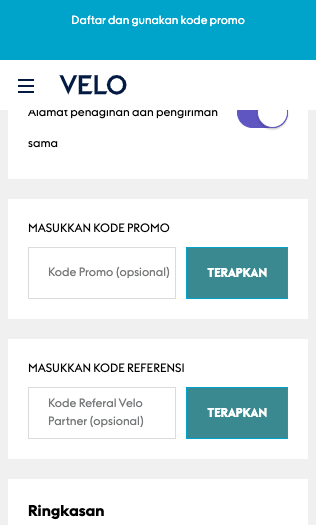 Daftar dan gunakan kode promo
VELO
Alamat penagihan dan pengiriman
sama
MASUKKAN KODE PROMO
Kode Promo (opsional)
TERAPKAN
MASUKKAN KODE REFERENSI
Kode Referal Velo
Partner (opsional)
TERAPKAN
Ringkasan